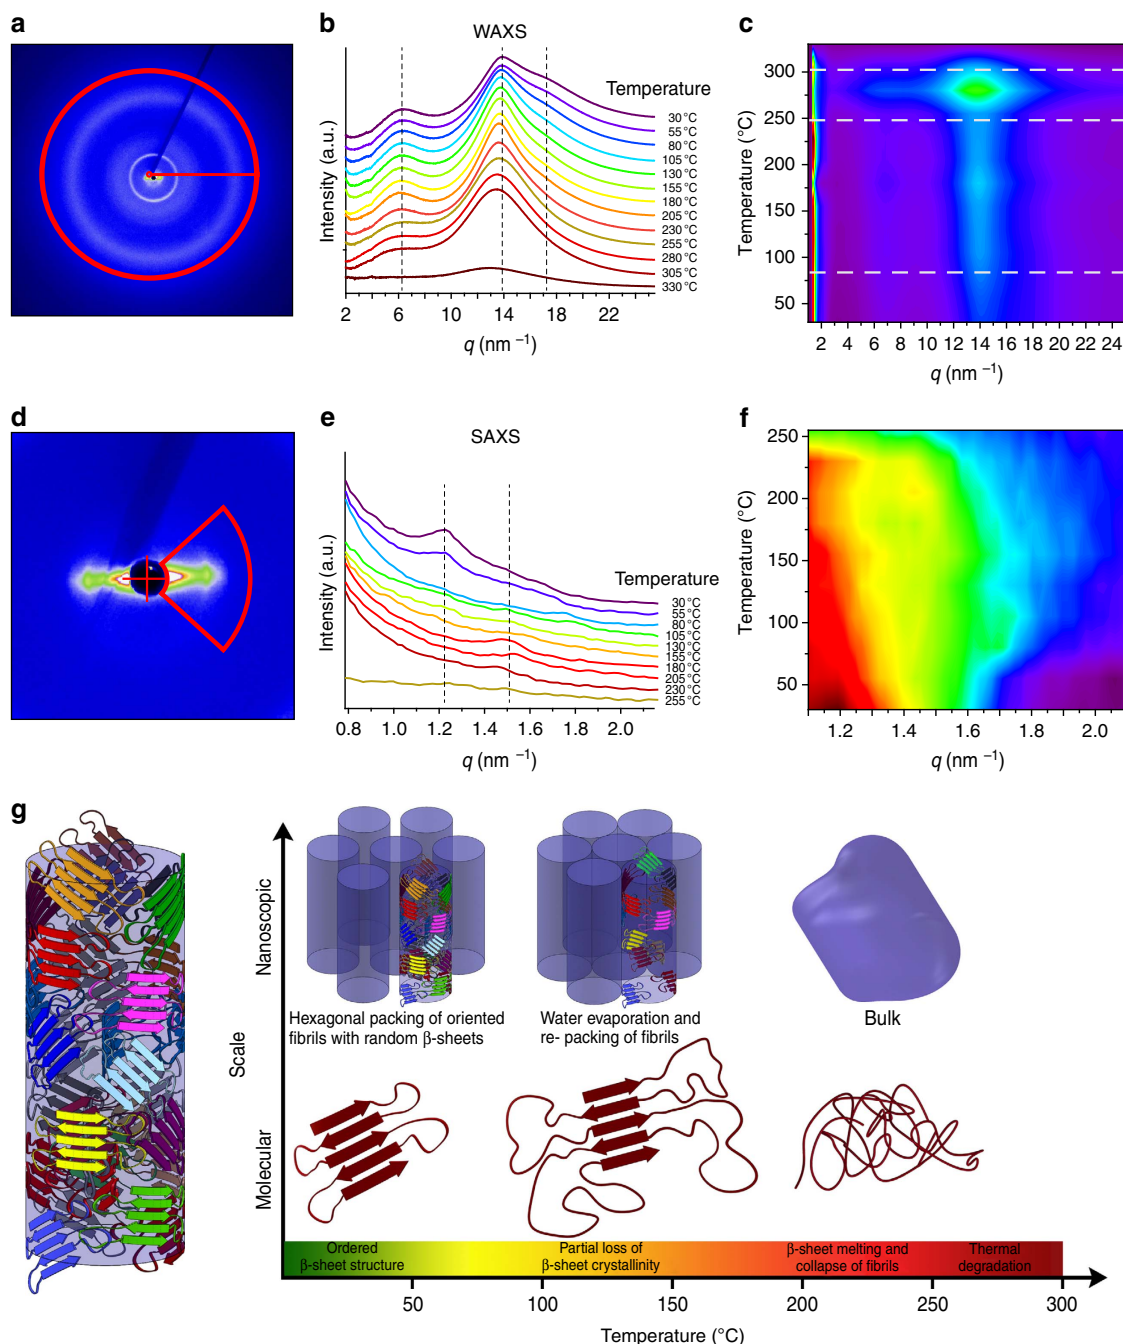 a
b
WAXS
Intensity (a.u.)
Temperature
30 °C
55 °C
80 °C
105 °C
130 °C
155 °C
180 °C
205 °C
230 °C
255 °C
280 °C
305 °C
330 °C
2 6 10 14 18 22
q (nm −1)
c
Temperature (°C)
300
250
200
150
100
50
2 4 6 8 10 12 14 16 18 20 22 24
q (nm −1)
d
e
SAXS
Intensity (a.u.)
Temperature
30 °C
55 °C
80 °C
105 °C
130 °C
155 °C
180 °C
205 °C
230 °C
255 °C
0.8 1.2 1.6 2.0
1.0 1.4 1.8
q (nm −1)
f
Temperature (°C)
250
200
150
100
50
1.2 1.4 1.6 1.8 2.0
q (nm −1)
g
Scale
Nanoscopic
Molecular
Hexagonal packing of oriented
fibrils with random β-sheets
Water evaporation and
re- packing of fibrils
Bulk
Ordered
β-sheet structure
Partial loss of
β-sheet crystallinity
β-sheet melting and
collapse of fibrils
Thermal
degradation
50 100 150 200 250 300
Temperature (°C)